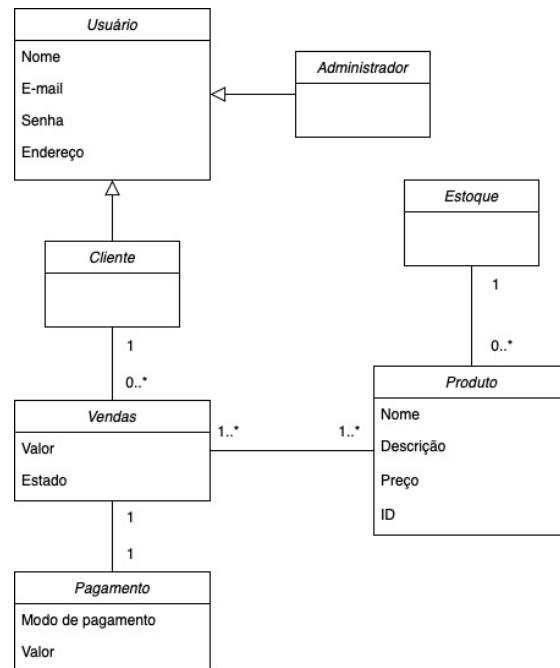 Usuário
Nome
E-mail
Senha
Endereço
Administrador
Cliente
Estoque
1
0..*
1
0..*
Vendas
Valor
Estado
1..*
1..*
Produto
Nome
Descrição
Preço
ID
1
1
Pagamento
Modo de pagamento
Valor